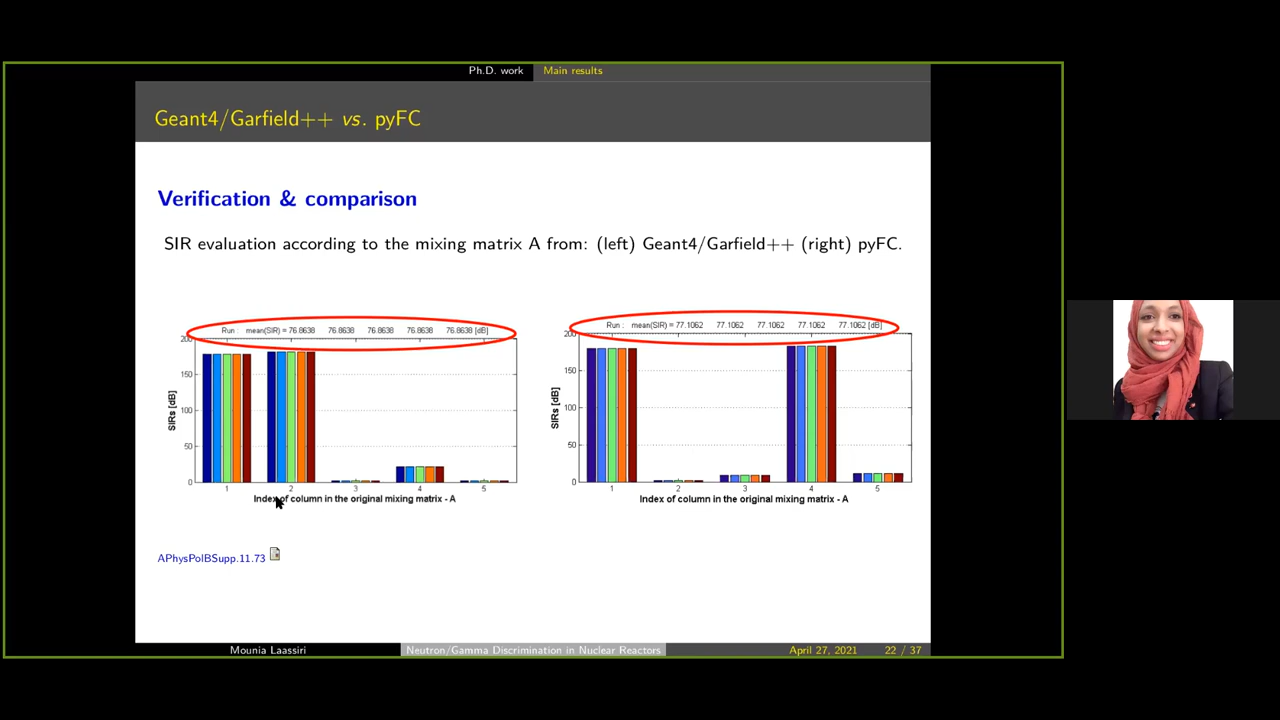 Ph.D. work Main results
Geant4/Garfield++ vs. pyFC
Verification & comparison
SIR evaluation according to the mixing matrix A from: (left) Geant4/Garfield++ (right) pyFC.
Run : mean(SIR) = 76.8638 76.8638 76.8638 76.8638 76.8638 [dB]
200
150
100
50
0
SIRs [dB]
1 2 3 4 5
Index of column in the original mixing matrix - A
Run : mean(SIR) = 77.1062 77.1062 77.1062 77.1062 77.1062 [dB]
200
150
100
50
0
SIRs [dB]
1 2 3 4 5
Index of column in the original mixing matrix - A
APhysPolBSupp.11.73
Mounia Laassiri Neutron/Gamma Discrimination in Nuclear Reactors April 27, 2021 22 / 37